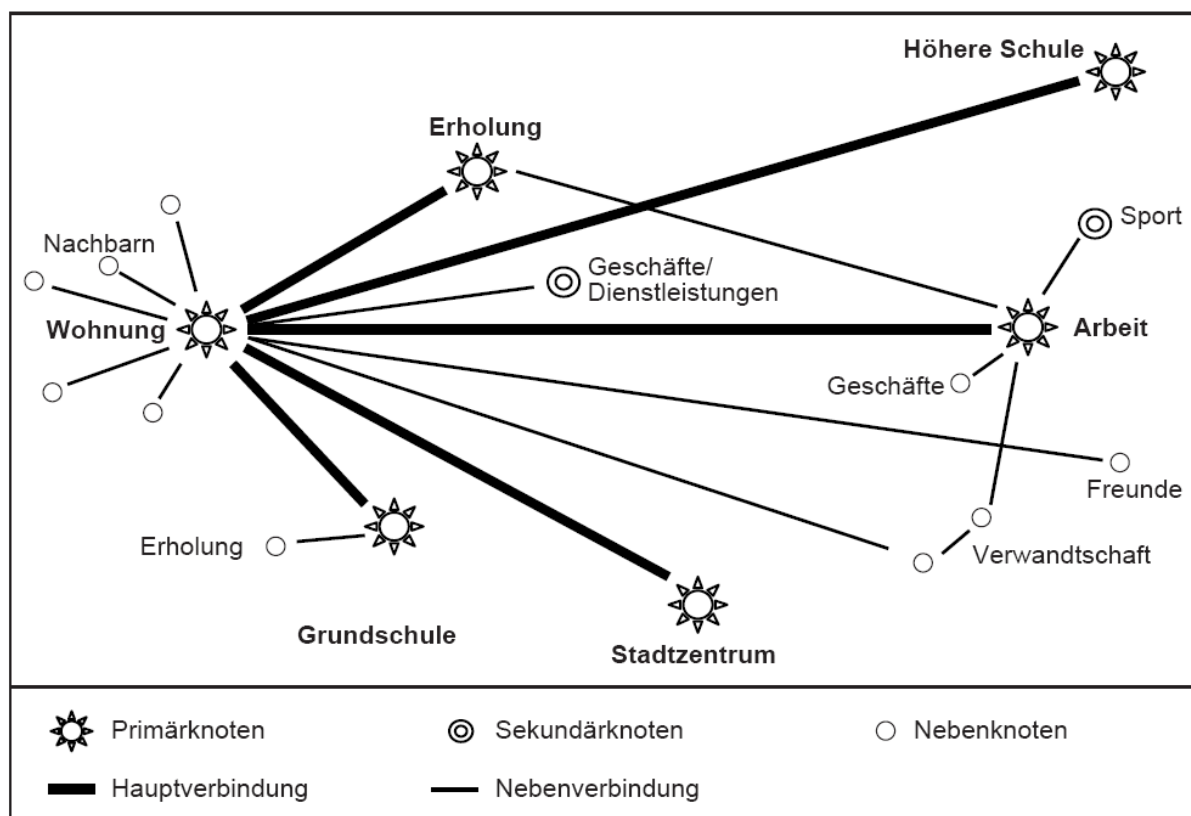 Höhere Schule
Erholung
Sport
Nachbarn
Geschäfte/
Dienstleistungen
Wohnung
Arbeit
Geschäfte
Freunde
Erholung
Verwandtschaft
Grundschule
Stadtzentrum
Primärknoten
Sekundärknoten
Nebenknoten
Hauptverbindung
Nebenverbindung